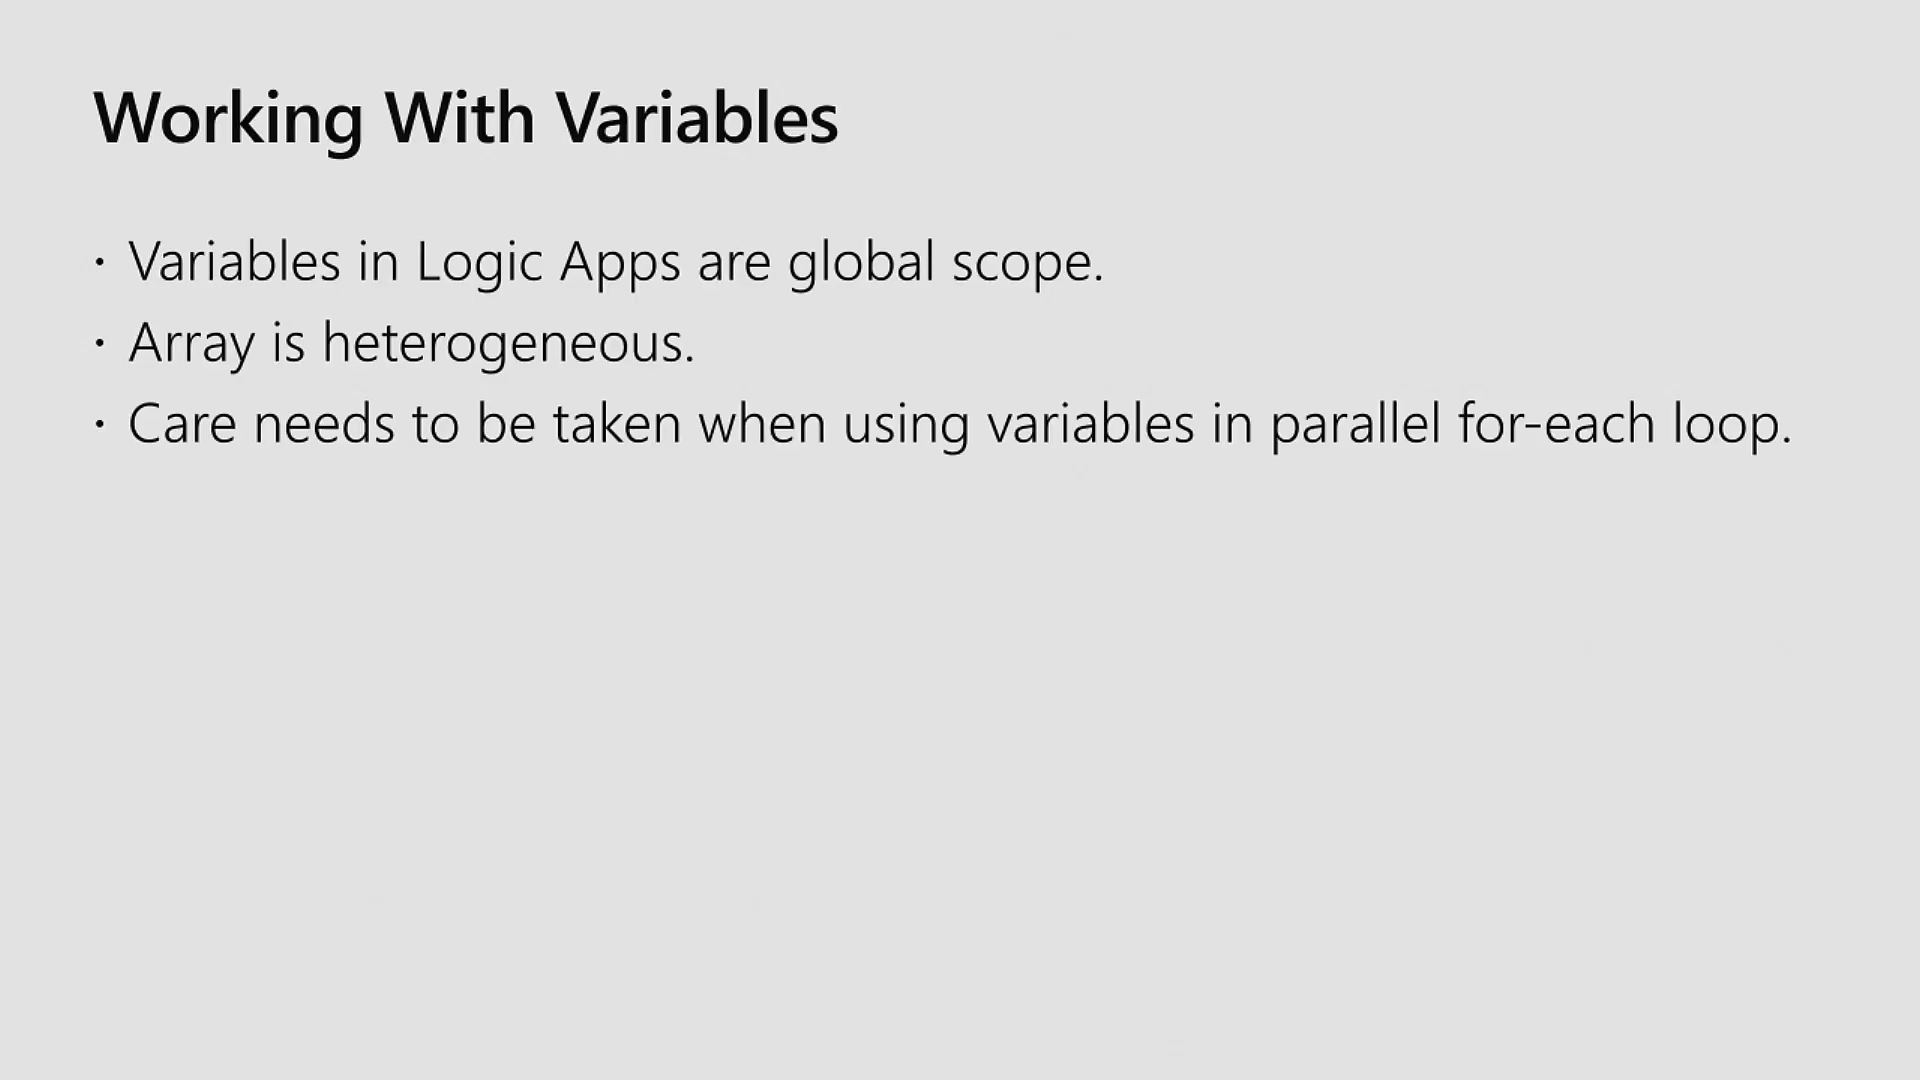 Working With Variables
· Variables in Logic Apps are global scope.
· Array is heterogeneous.
· Care needs to be taken when using variables in parallel for-each loop.